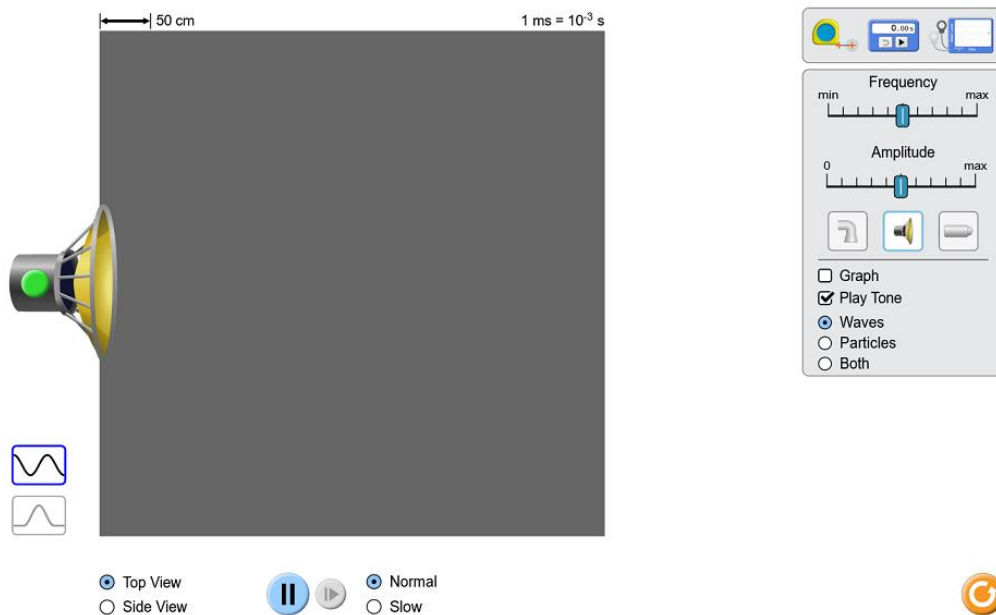 50 cm
1 ms = 10⁻³ s
0.00 s
Frequency
min max
Amplitude
0 max
Graph
Play Tone
Waves
Particles
Both
Top View
Side View
Normal
Slow